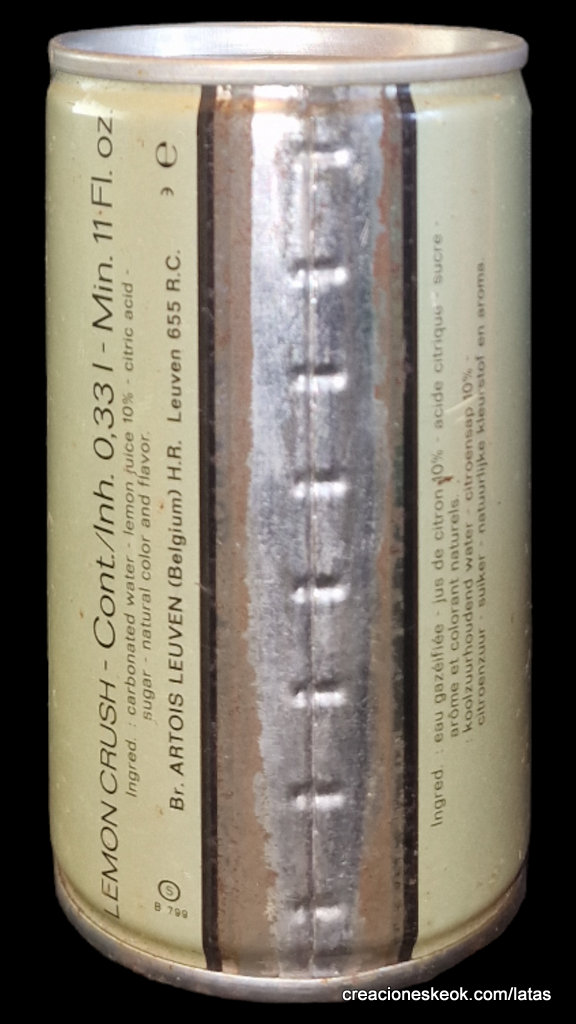 LEMON CRUSH - Cont./Inh. 0,33 l - Min. 11 Fl. oz.
Ingred. : carbonated water - lemon juice 10% - citric acid -
sugar - natural color and flavor.
Br. ARTOIS LEUVEN (Belgium) H.R. Leuven 655 R.C. e
S
B 799
Ingred. : eau gazéifiée - jus de citron 10% - acide citrique - sucre -
arôme et colorant naturels.
: koolzuurhoudend water - citroensap 10% -
citroenzuur - suiker - natuurlijke kleurstof en aroma.
creacioneskeok.com/latas